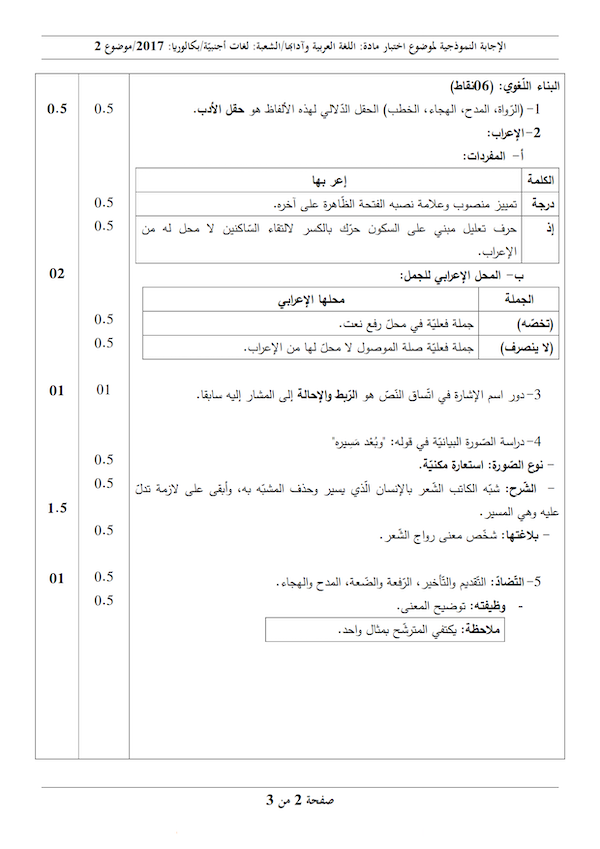 الإجابة النموذجية لموضوع اختبار مادة: اللغة العربية وآدابها/الشعبة: لغات أجنبيّة/بكالوريا: 2017/موضوع 2
البناء اللّغوي: (06نقاط)
1- (الرّواة، المدح، الهجاء، الخطب) الحقل الدّلالي لهذه الألفاظ هو حقل الأدب. 0.5 0.5
2-الإعراب:
أ- المفردات:
الكلمة إعر بها
درجة تمييز منصوب وعلامة نصبه الفتحة الظّاهرة على آخره. 0.5
إذ حرف تعليل مبني على السكون حرّك بالكسر لالتقاء السّاكنين لا محل له من 0.5
الإعراب.
ب- المحل الإعرابي للجمل: 02
الجملة محلها الإعرابي
(تخصّه) جملة فعليّة في محلّ رفع نعت. 0.5
(لا ينصرف) جملة فعليّة صلة الموصول لا محلّ لها من الإعراب. 0.5
3-دور اسم الإشارة في اتّساق النّصّ هو الرّبط والإحالة إلى المشار إليه سابقا. 01 01
4-دراسة الصّورة البيانيّة في قوله: "وبُعْد مَسِيره"
- نوع الصّورة: استعارة مكنيّة. 0.5
- الشّرح: شبّه الكاتب الشّعر بالإنسان الّذي يسير وحذف المشبّه به، وأبقى على لازمة تدلّ 0.5
عليه وهي المسير. 1.5
- بلاغتها: شخّص معنى رواج الشّعر. 0.5
5-التّضادّ: التّقديم والتّأخير، الرّفعة والضّعة، المدح والهجاء. 0.5 01
- وظيفته: توضيح المعنى. 0.5
ملاحظة: يكتفي المترشّح بمثال واحد.
صفحة 2 من 3